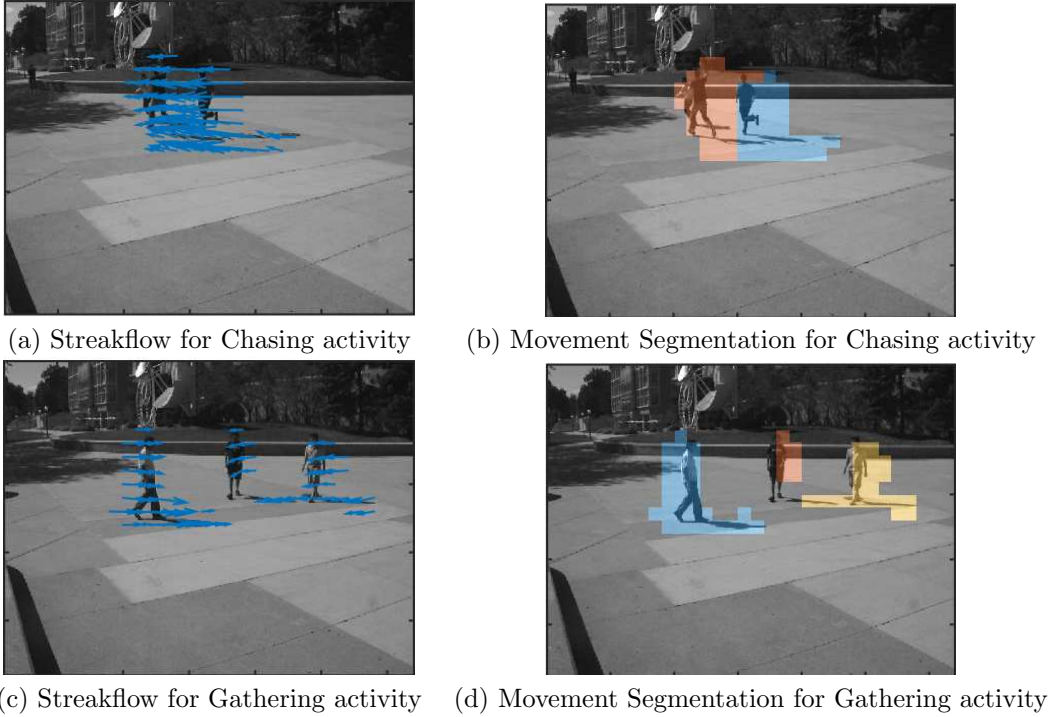 (a) Streakflow for Chasing activity
(b) Movement Segmentation for Chasing activity
(c) Streakflow for Gathering activity
(d) Movement Segmentation for Gathering activity